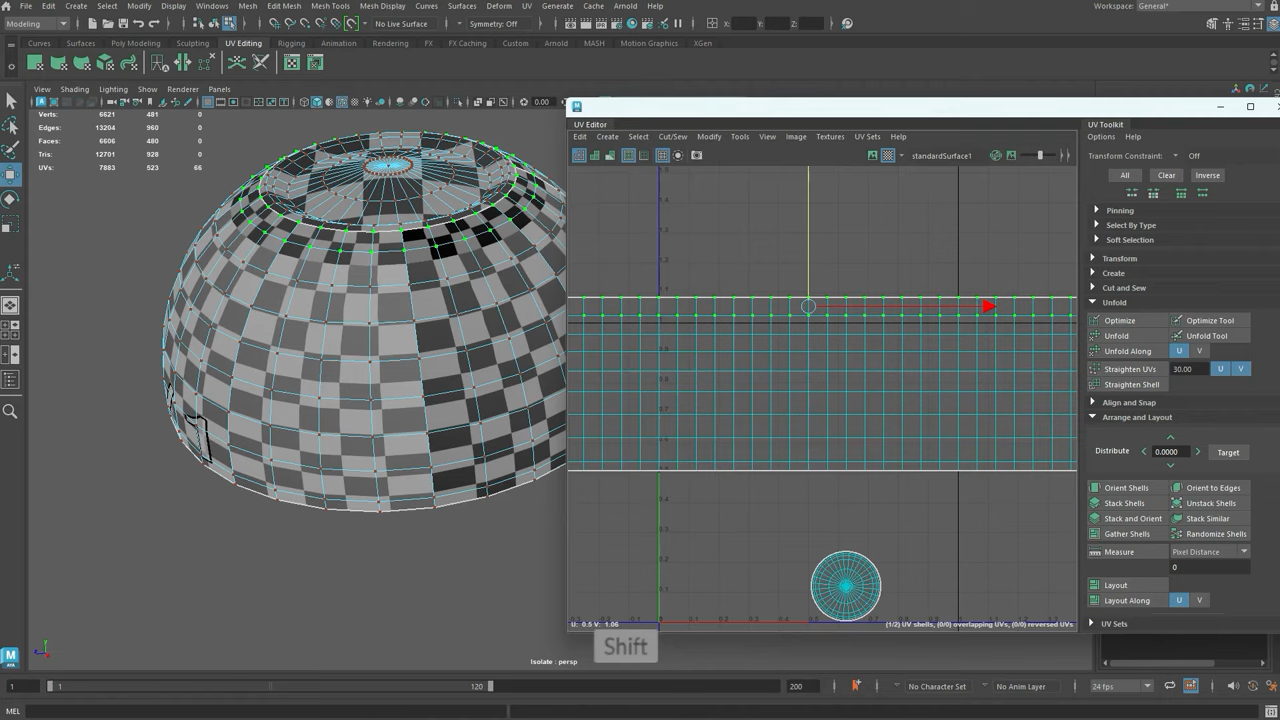 File Edit Create Select Modify Display Windows Mesh Edit Mesh Mesh Tools Mesh Display Curves Surfaces Deform UV Generate Cache Arnold Help Workspace: General*
Modeling No Live Surface Symmetry: Off
Curves Surfaces Poly Modeling Sculpting UV Editing Rigging Animation Rendering FX FX Caching Custom Arnold MASH Motion Graphics XGen
View Shading Lighting Show Renderer Panels
0.00
Verts: 6621 481 0
Edges: 13204 960 0
Faces: 6606 480 0
Tris: 12701 928 0
UVs: 7883 523 66
UV Editor
Edit Create Select Cut/Sew Modify Tools View Image Textures UV Sets Help
standardSurface1
U: 0.5 V: 1.06
(1/2) UV shells, (0/0) overlapping UVs, (0/0) reversed UVs
UV Toolkit
Options Help
Transform Constraint: Off
All Clear Inverse
Pinning
Select By Type
Soft Selection
Transform
Create
Cut and Sew
Unfold
Optimize Optimize Tool
Unfold Unfold Tool
Unfold Along U V
Straighten UVs 30.00 U V
Straighten Shell
Align and Snap
Arrange and Layout
Distribute 0.0000 Target
Orient Shells Orient to Edges
Stack Shells Unstack Shells
Stack and Orient Stack Similar
Gather Shells Randomize Shells
Measure Pixel Distance
0
Layout
Layout Along U V
UV Sets
Shift
Isolate : persp
1 1 120 200 No Character Set No Anim Layer 24 fps
MEL